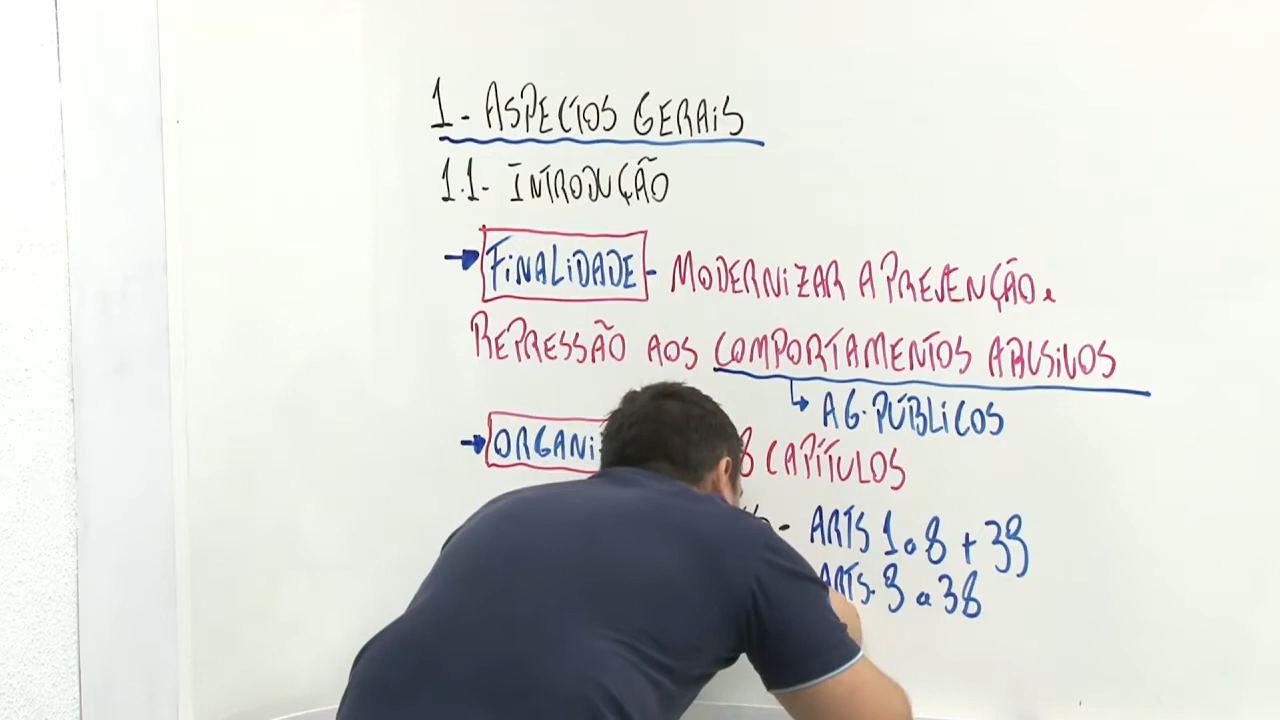 1- ASPECTOS GERAIS
1.1- INTRODUÇÃO
FINALIDADE - MODERNIZAR A PREVENÇÃO e
REPRESSÃO AOS COMPORTAMENTOS ABUSIVOS
AG. PÚBLICOS
ORGANI 8 CAPÍTULOS
- ARTS 1 a 8 + 39
ARTS. 9 a 38